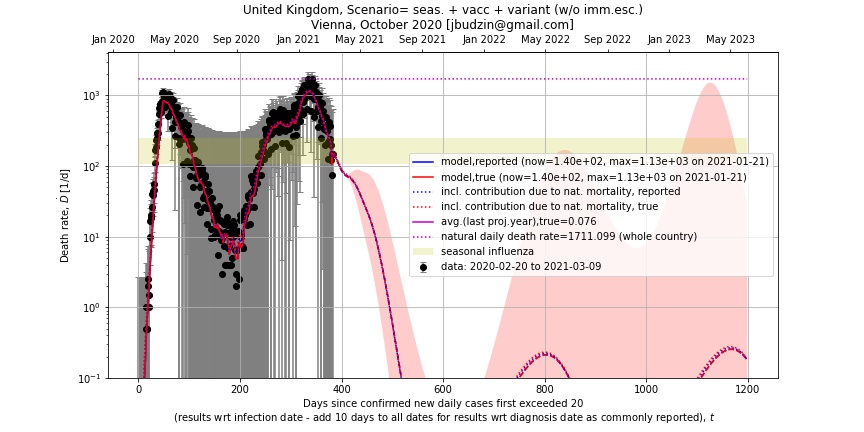 United Kingdom, Scenario= seas. + vacc + variant (w/o imm.esc.)
Vienna, October 2020 [jbudzin@gmail.com]
Jan 2020 May 2020 Sep 2020 Jan 2021 May 2021 Sep 2021 Jan 2022 May 2022 Sep 2022 Jan 2023 May 2023
10³
10²
10¹
10⁰
10⁻¹
Death rate, Ḋ [1/d]
model,reported (now=1.40e+02, max=1.13e+03 on 2021-01-21)
model,true (now=1.40e+02, max=1.13e+03 on 2021-01-21)
incl. contribution due to nat. mortality, reported
incl. contribution due to nat. mortality, true
avg.(last proj.year),true=0.076
natural daily death rate=1711.099 (whole country)
seasonal influenza
data: 2020-02-20 to 2021-03-09
0 200 400 600 800 1000 1200
Days since confirmed new daily cases first exceeded 20
(results wrt infection date - add 10 days to all dates for results wrt diagnosis date as commonly reported), t